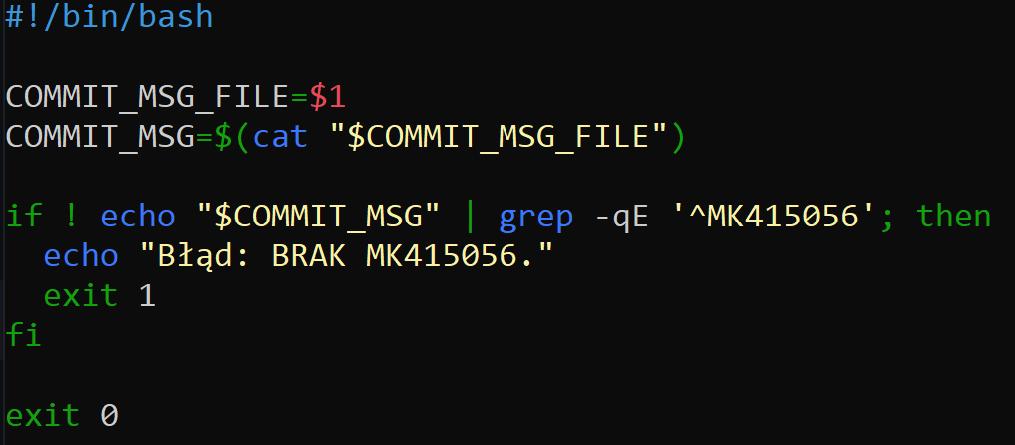 #!/bin/bash
COMMIT_MSG_FILE=$1
COMMIT_MSG=$(cat "$COMMIT_MSG_FILE")
if ! echo "$COMMIT_MSG" | grep -qE '^MK415056'; then
echo "Błąd: BRAK MK415056."
exit 1
fi
exit 0